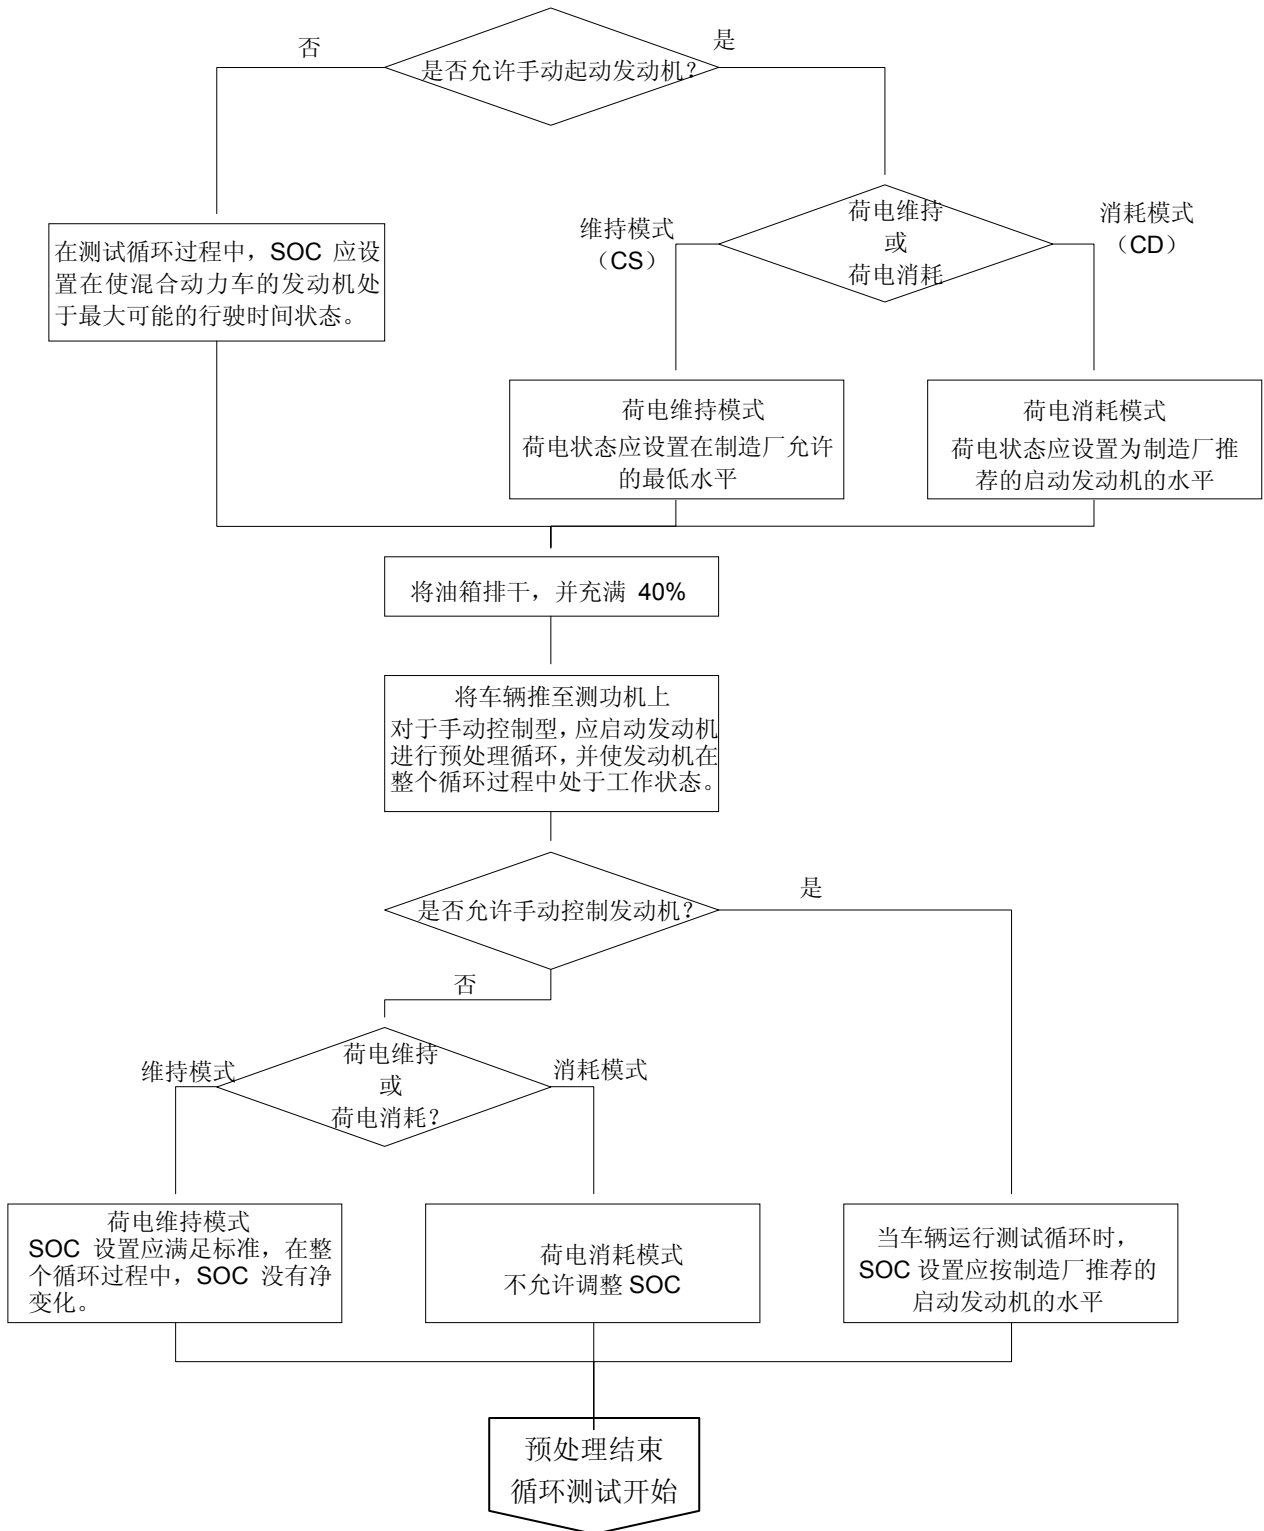 否
是
是否允许手动起动发动机?
荷电维持
或
荷电消耗
维持模式
(CS)
消耗模式
(CD)
在测试循环过程中,SOC 应设
置在使混合动力车的发动机处
于最大可能的行驶时间状态。
荷电维持模式
荷电状态应设置在制造厂允许
的最低水平
荷电消耗模式
荷电状态应设置为制造厂推
荐的启动发动机的水平
将油箱排干,并充满 40%
将车辆推至测功机上
对于手动控制型,应启动发动机
进行预处理循环,并使发动机在
整个循环过程中处于工作状态。
是否允许手动控制发动机?
是
否
荷电维持
或
荷电消耗?
维持模式
消耗模式
荷电维持模式
SOC 设置应满足标准,在整
个循环过程中,SOC 没有净
变化。
荷电消耗模式
不允许调整 SOC
当车辆运行测试循环时,
SOC 设置应按制造厂推荐的
启动发动机的水平
预处理结束
循环测试开始